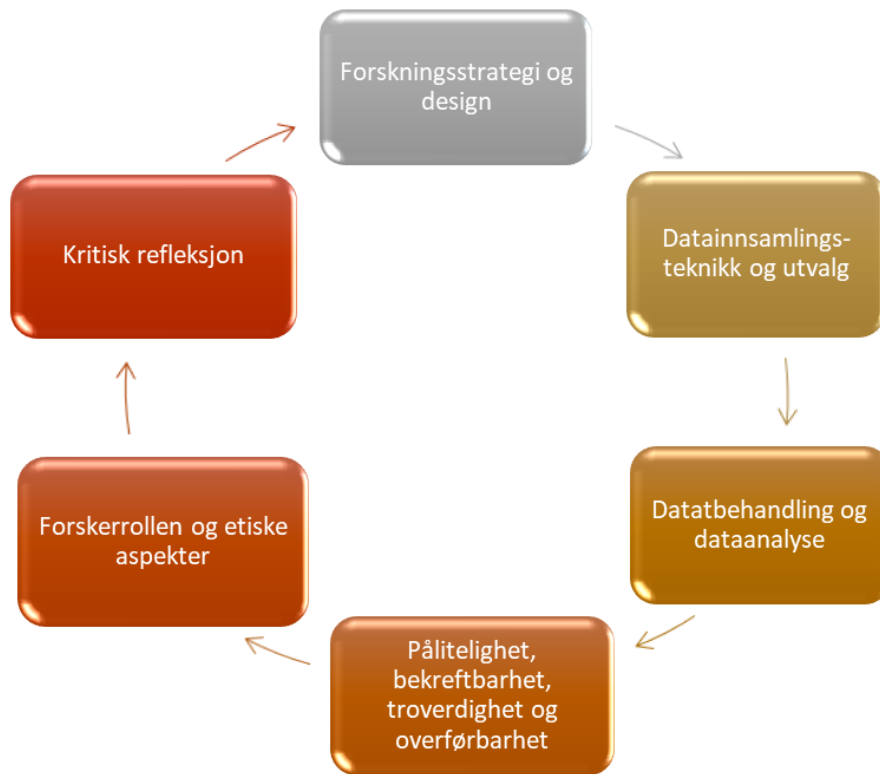 Forskningsstrategi og
design
Datainnsamlings-
teknikk og utvalg
Datatbehandling og
dataanalyse
Pålitelighet,
bekreftbarhet,
troverdighet og
overførbarhet
Forskerrollen og etiske
aspekter
Kritisk refleksjon